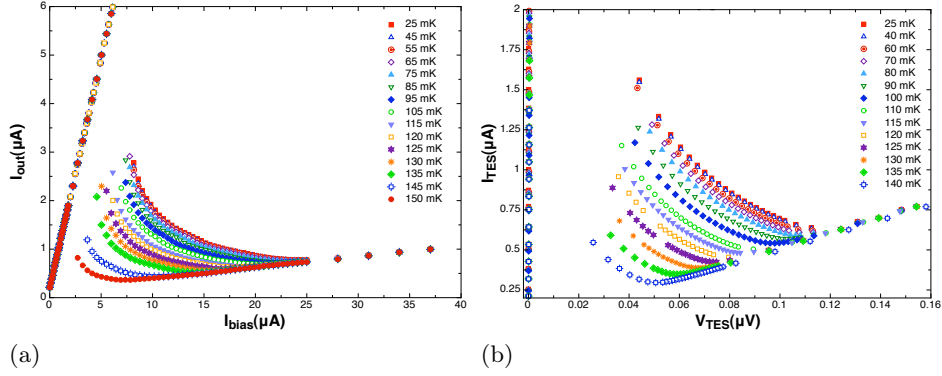 6
5
4
3
2
1
0
I_out(μA)
0 5 10 15 20 25 30 35 40
I_bias(μA)
25 mK
45 mK
55 mK
65 mK
75 mK
85 mK
95 mK
105 mK
115 mK
120 mK
125 mK
130 mK
135 mK
145 mK
150 mK
(a)
2
1.75
1.5
1.25
1
0.75
0.5
0.25
I_TES(μA)
0 0.02 0.04 0.06 0.08 0.1 0.12 0.14 0.16
V_TES(μV)
25 mK
40 mK
60 mK
70 mK
80 mK
90 mK
100 mK
110 mK
115 mK
120 mK
125 mK
130 mK
135 mK
140 mK
(b)